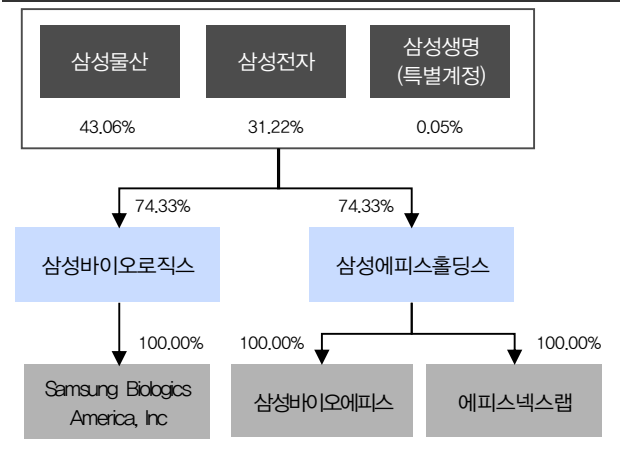 삼성물산
삼성전자
삼성생명
(특별계정)
43.06%
31.22%
0.05%
74.33%
74.33%
삼성바이오로직스
삼성에피스홀딩스
100.00%
100.00%
100.00%
Samsung Biologics
America, Inc
삼성바이오에피스
에피스넥스랩